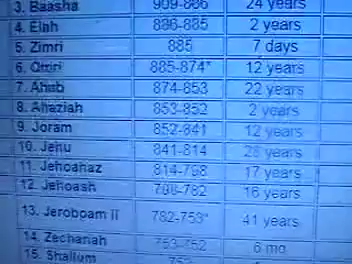 3. Baasha 909-886 24 years
4. Elah 886-885 2 years
5. Zimri 885 7 days
6. Omri 885-874* 12 years
7. Ahab 874-853 22 years
8. Ahaziah 853-852 2 years
9. Joram 852-841 12 years
10. Jehu 841-814 28 years
11. Jehoahaz 814-798 17 years
12. Jehoash 798-782 16 years
13. Jeroboam II 782-753* 41 years
14. Zechariah 753-752 6 mo
15. Shallum 752